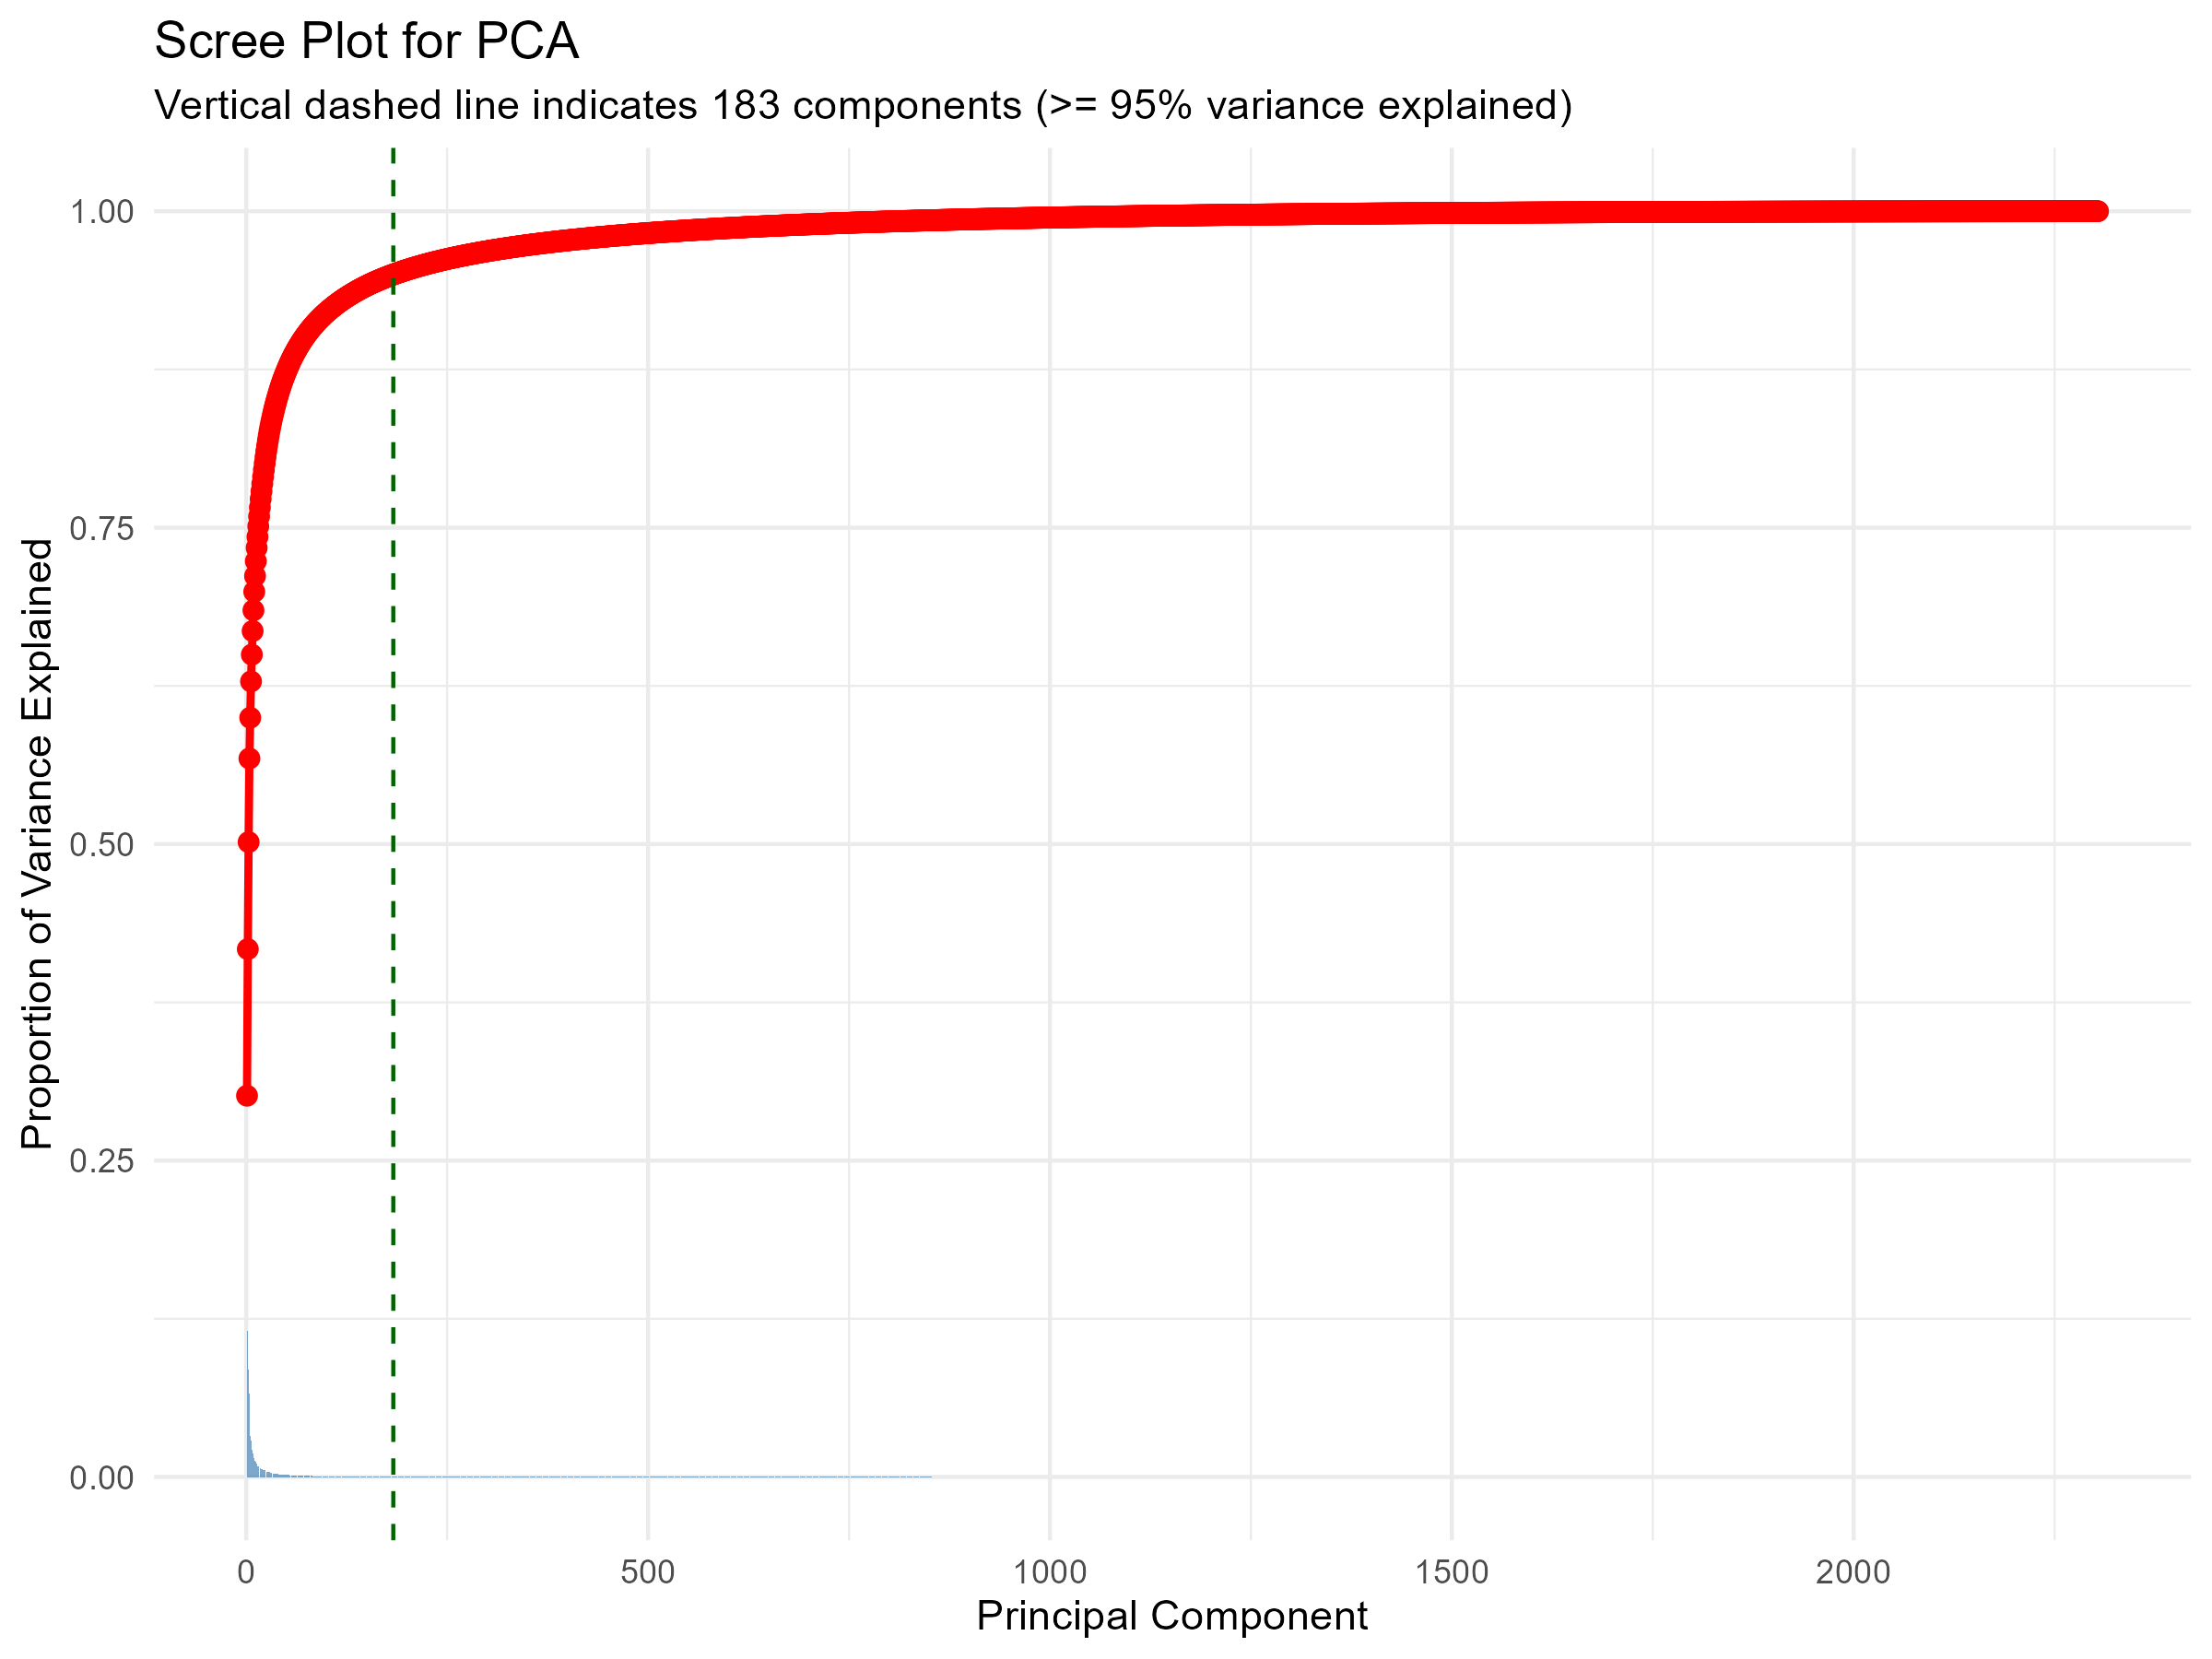 Scree Plot for PCA
Vertical dashed line indicates 183 components (>= 95% variance explained)
Proportion of Variance Explained
1.00
0.75
0.50
0.25
0.00
0 500 1000 1500 2000
Principal Component